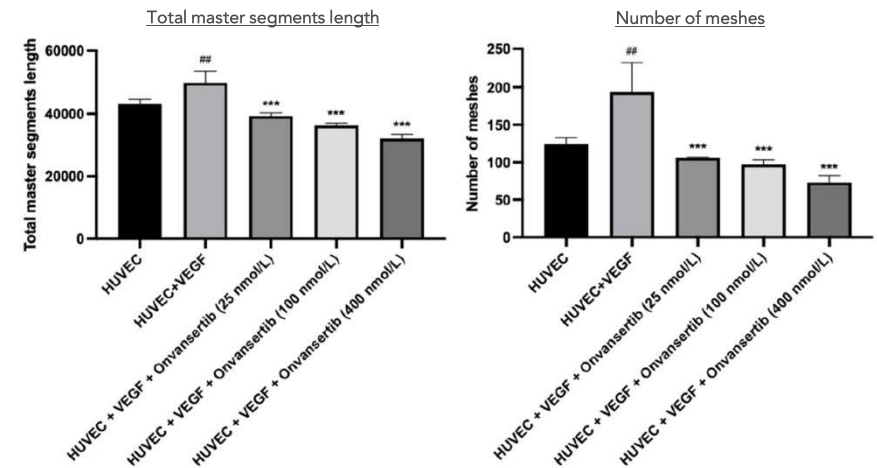 Total master segments length
Total master segments length
60000
40000
20000
0
##
***
***
***
HUVEC
HUVEC+VEGF
HUVEC + VEGF + Onvansertib (25 nmol/L)
HUVEC + VEGF + Onvansertib (100 nmol/L)
HUVEC + VEGF + Onvansertib (400 nmol/L)
Number of meshes
Number of meshes
250
200
150
100
50
0
##
***
***
***
HUVEC
HUVEC+VEGF
HUVEC + VEGF + Onvansertib (25 nmol/L)
HUVEC + VEGF + Onvansertib (100 nmol/L)
HUVEC + VEGF + Onvansertib (400 nmol/L)